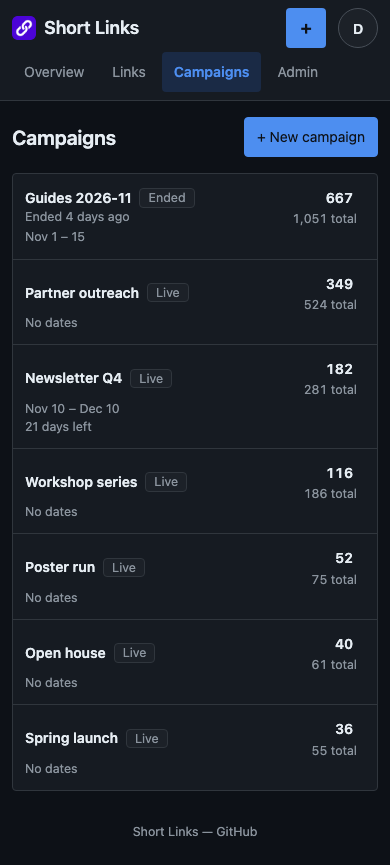 Short Links
+
D
Overview Links Campaigns Admin
Campaigns
+ New campaign
Guides 2026-11 Ended 667
Ended 4 days ago 1,051 total
Nov 1 – 15
Partner outreach Live 349
524 total
No dates
Newsletter Q4 Live 182
281 total
Nov 10 – Dec 10
21 days left
Workshop series Live 116
186 total
No dates
Poster run Live 52
75 total
No dates
Open house Live 40
61 total
No dates
Spring launch Live 36
55 total
No dates
Short Links — GitHub